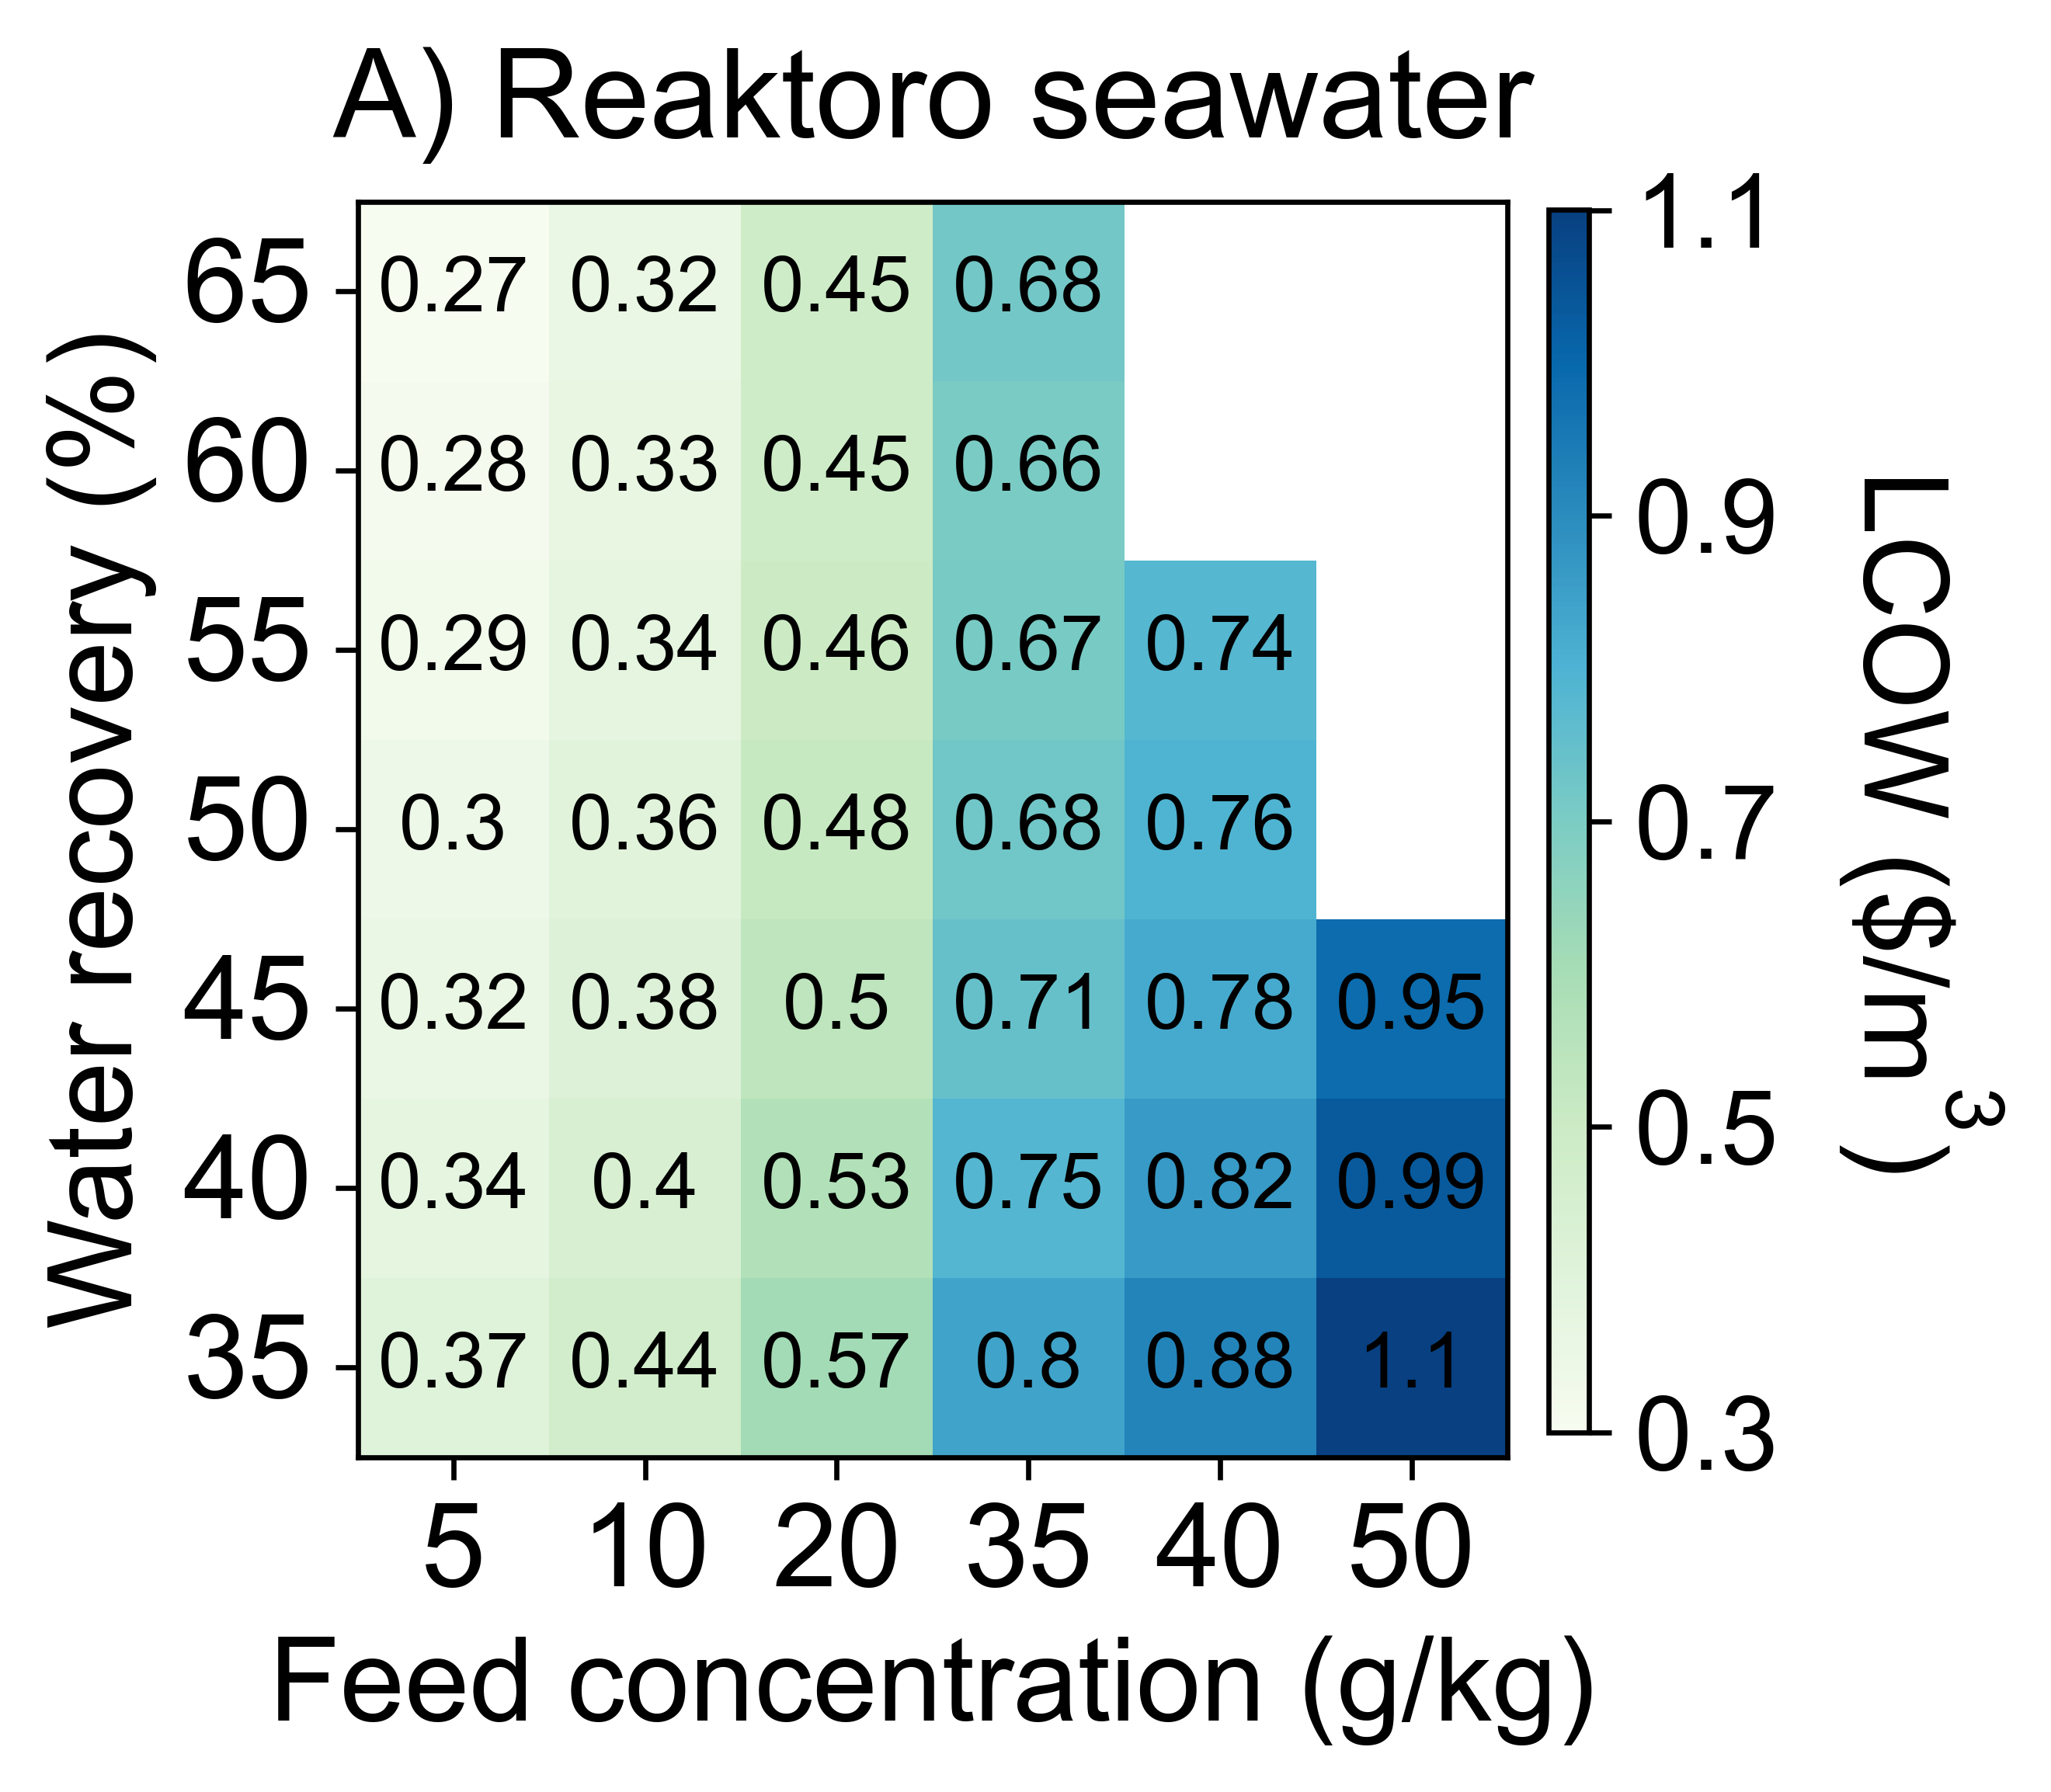 A) Reaktoro seawater
Water recovery (%)
65 0.27 0.32 0.45 0.68
60 0.28 0.33 0.45 0.66
55 0.29 0.34 0.46 0.67 0.74
50 0.3 0.36 0.48 0.68 0.76
45 0.32 0.38 0.5 0.71 0.78 0.95
40 0.34 0.4 0.53 0.75 0.82 0.99
35 0.37 0.44 0.57 0.8 0.88 1.1
5 10 20 35 40 50
Feed concentration (g/kg)
1.1
0.9
0.7
0.5
0.3
LCOW ($/m³)